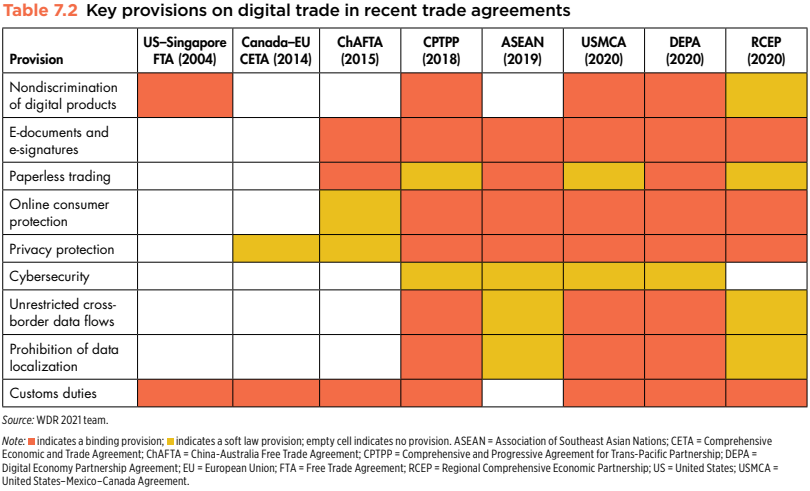 Table 7.2 Key provisions on digital trade in recent trade agreements
Provision US–Singapore FTA (2004) Canada–EU CETA (2014) ChAFTA (2015) CPTPP (2018) ASEAN (2019) USMCA (2020) DEPA (2020) RCEP (2020)
Nondiscrimination
of digital products
E-documents and
e-signatures
Paperless trading
Online consumer
protection
Privacy protection
Cybersecurity
Unrestricted cross-
border data flows
Prohibition of data
localization
Customs duties
Source: WDR 2021 team.
Note: indicates a binding provision; indicates a soft law provision; empty cell indicates no provision. ASEAN = Association of Southeast Asian Nations; CETA = Comprehensive
Economic and Trade Agreement; ChAFTA = China-Australia Free Trade Agreement; CPTPP = Comprehensive and Progressive Agreement for Trans-Pacific Partnership; DEPA =
Digital Economy Partnership Agreement; EU = European Union; FTA = Free Trade Agreement; RCEP = Regional Comprehensive Economic Partnership; US = United States; USMCA =
United States–Mexico–Canada Agreement.